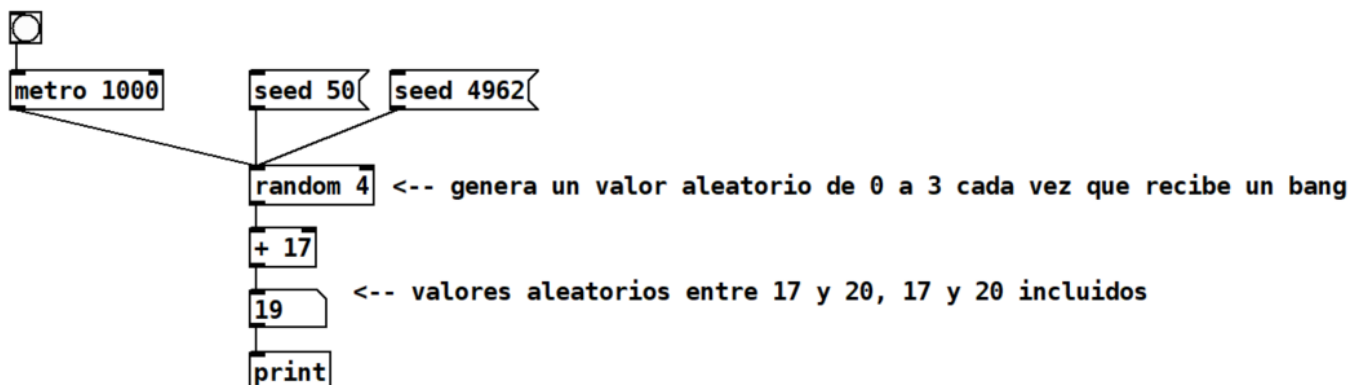 metro 1000
seed 50
seed 4962
random 4
<-- genera un valor aleatorio de 0 a 3 cada vez que recibe un bang
+ 17
19
<-- valores aleatorios entre 17 y 20, 17 y 20 incluidos
print